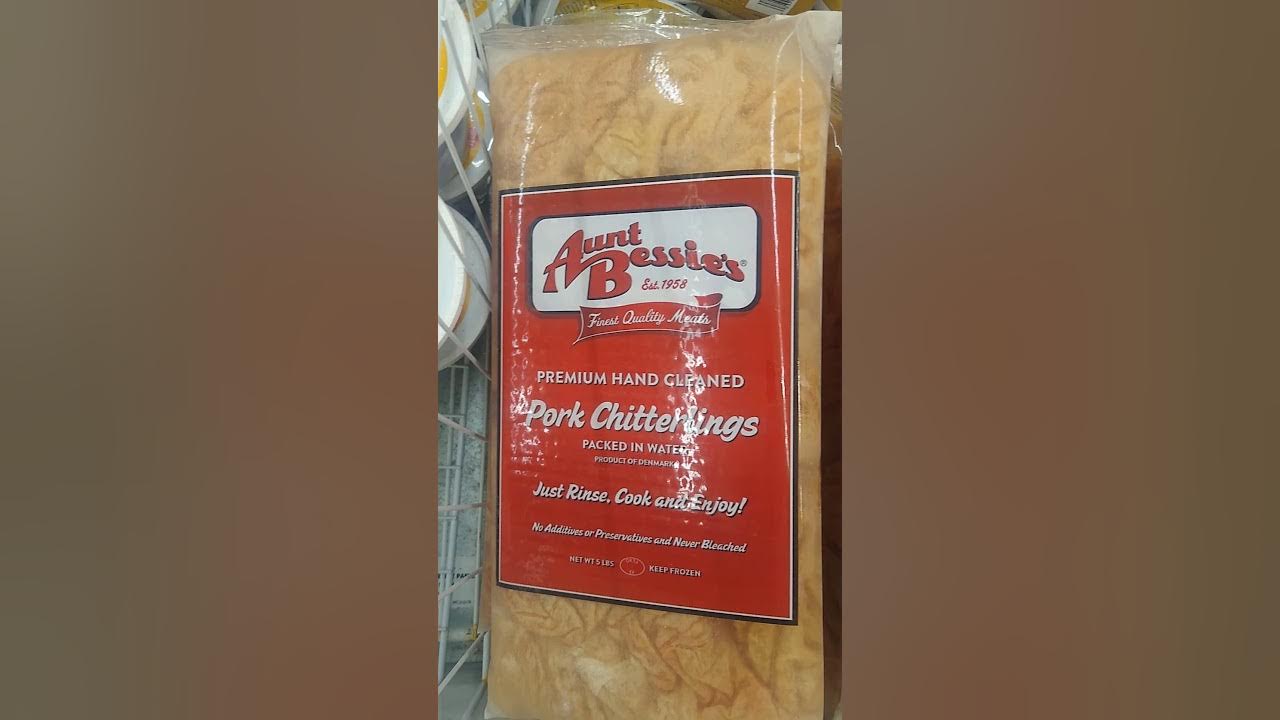 Aunt
Bessie's®
Est. 1958
Finest Quality Meats
PREMIUM HAND CLEANED
Pork Chitterlings
PACKED IN WATER
PRODUCT OF DENMARK
Just Rinse, Cook and Enjoy!
No Additives or Preservatives and Never Bleached
NET WT 5 LBS KEEP FROZEN